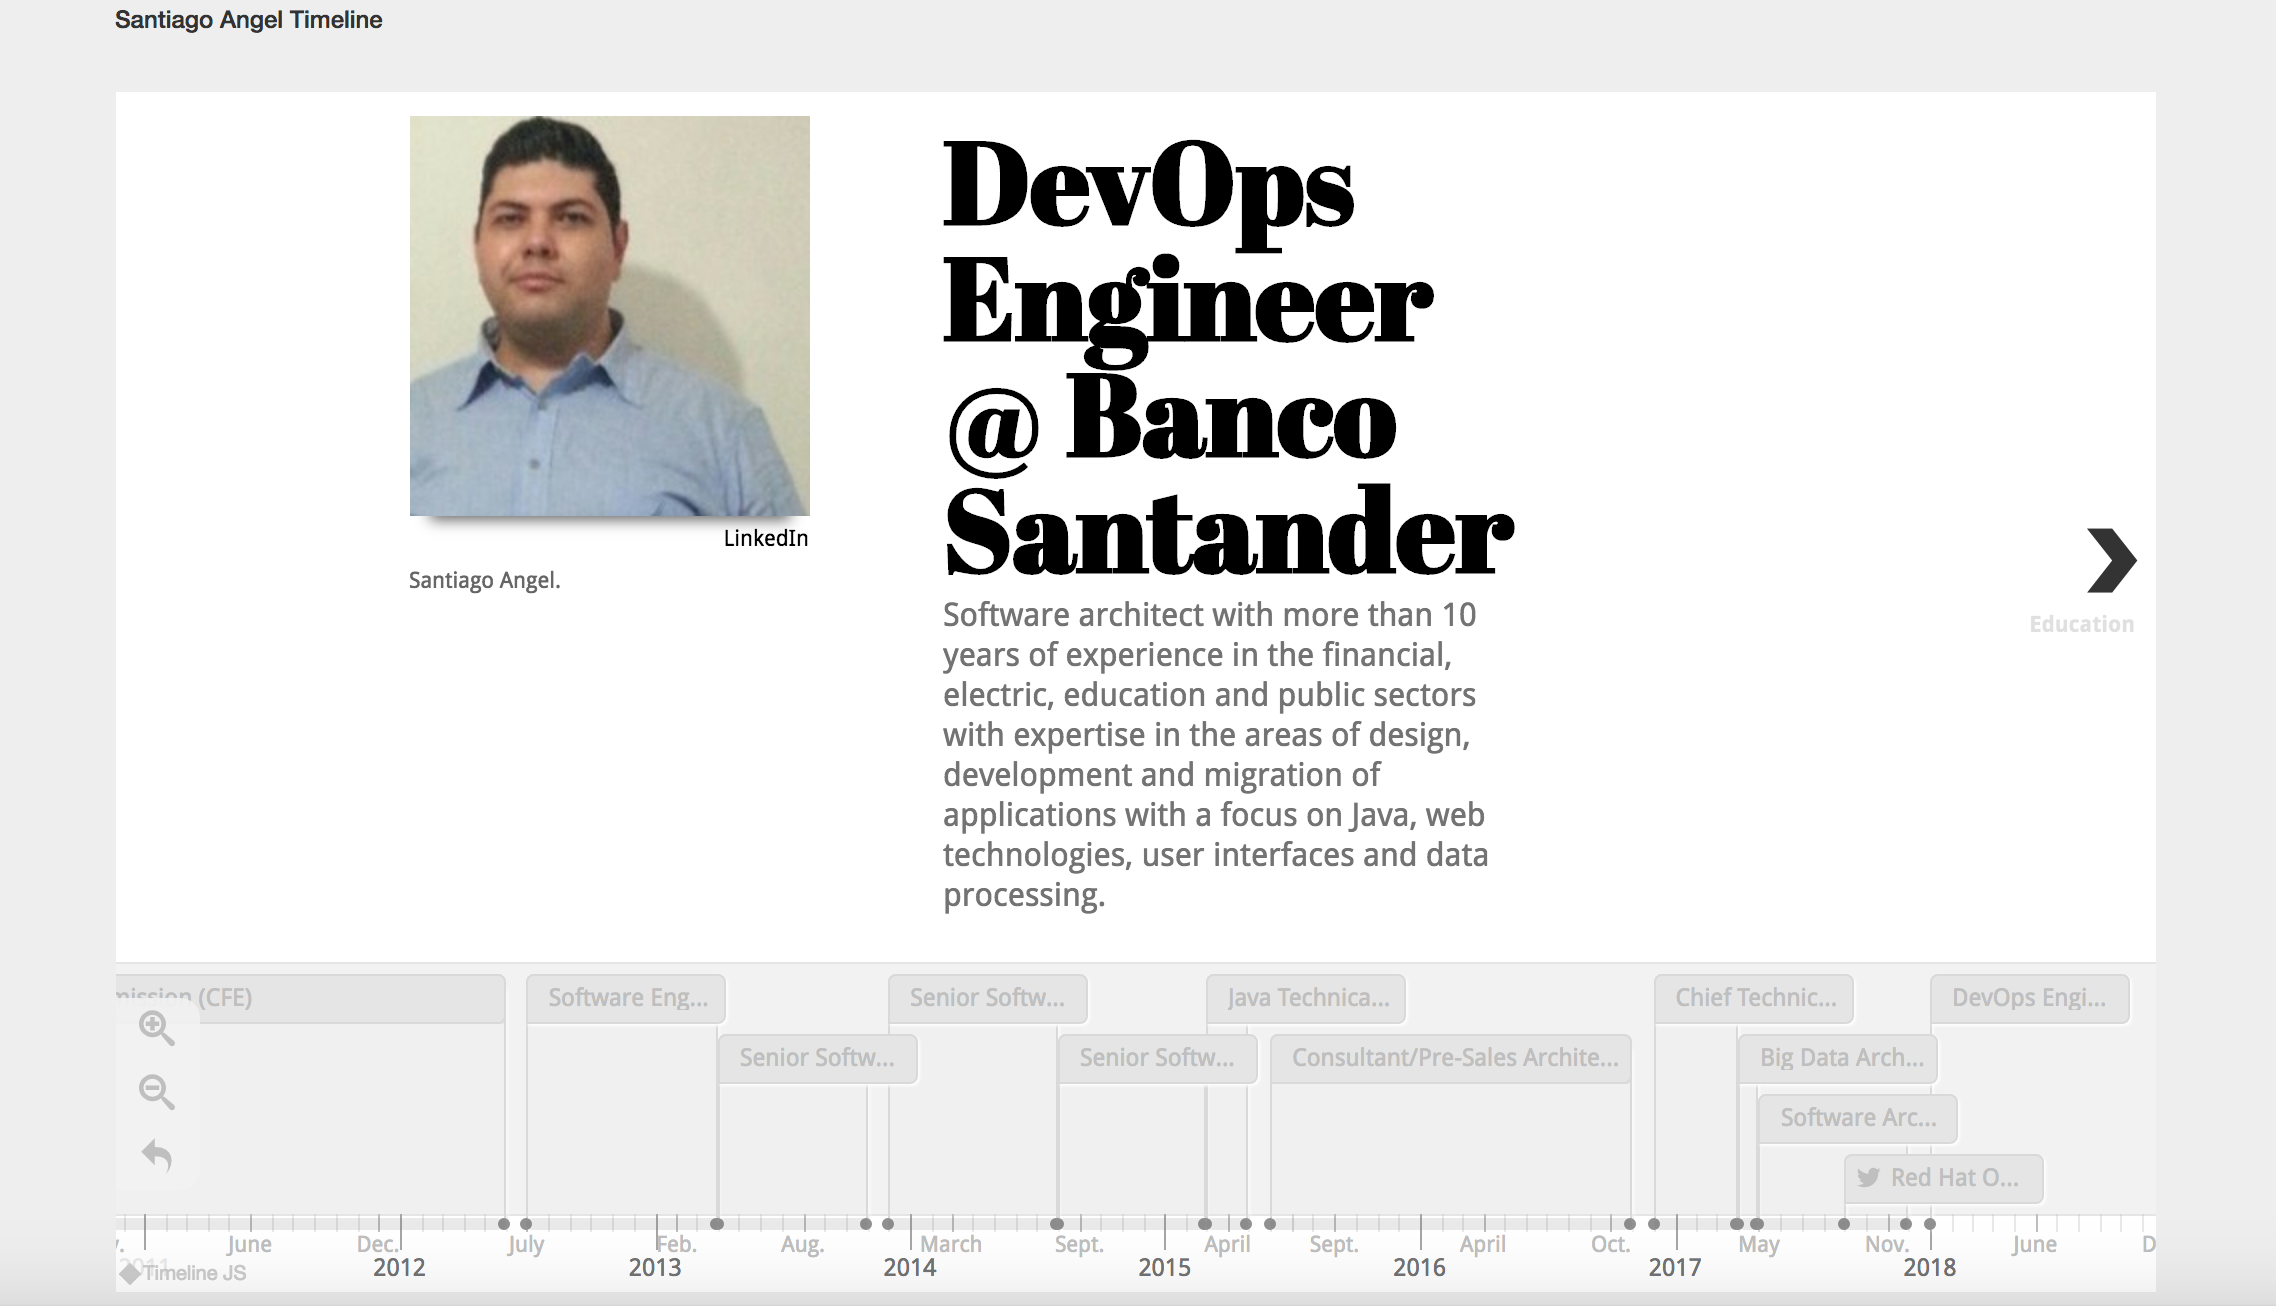 Santiago Angel Timeline
DevOps
Engineer
@ Banco
Santander
LinkedIn
Santiago Angel.
Software architect with more than 10
years of experience in the financial,
electric, education and public sectors
with expertise in the areas of design,
development and migration of
applications with a focus on Java, web
technologies, user interfaces and data
processing.
Education
mission (CFE)
Software Eng...
Senior Softw...
Java Technica...
Chief Technic...
DevOps Engi...
Senior Softw...
Senior Softw...
Consultant/Pre-Sales Archite...
Big Data Arch...
Software Arc...
Red Hat O...
June Dec. July Feb. Aug. March Sept. April Sept. April Oct. May Nov. June D
2011 2012 2013 2014 2015 2016 2017 2018
Timeline JS